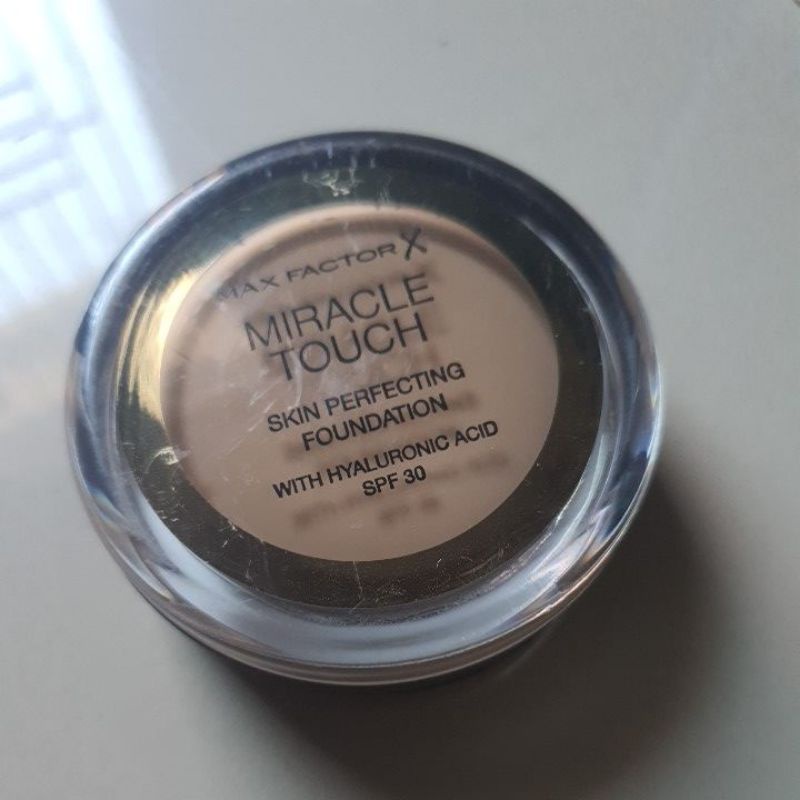 MAX FACTOR X
MIRACLE
TOUCH
SKIN PERFECTING
FOUNDATION
WITH HYALURONIC ACID
SPF 30